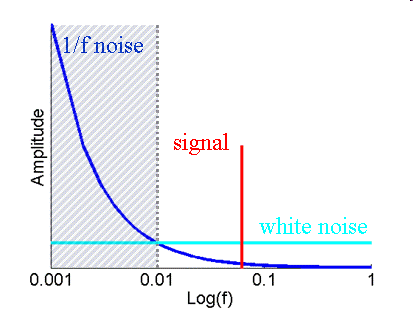 1/f noise
signal
white noise
Amplitude
0.001 0.01 0.1 1
Log(f)